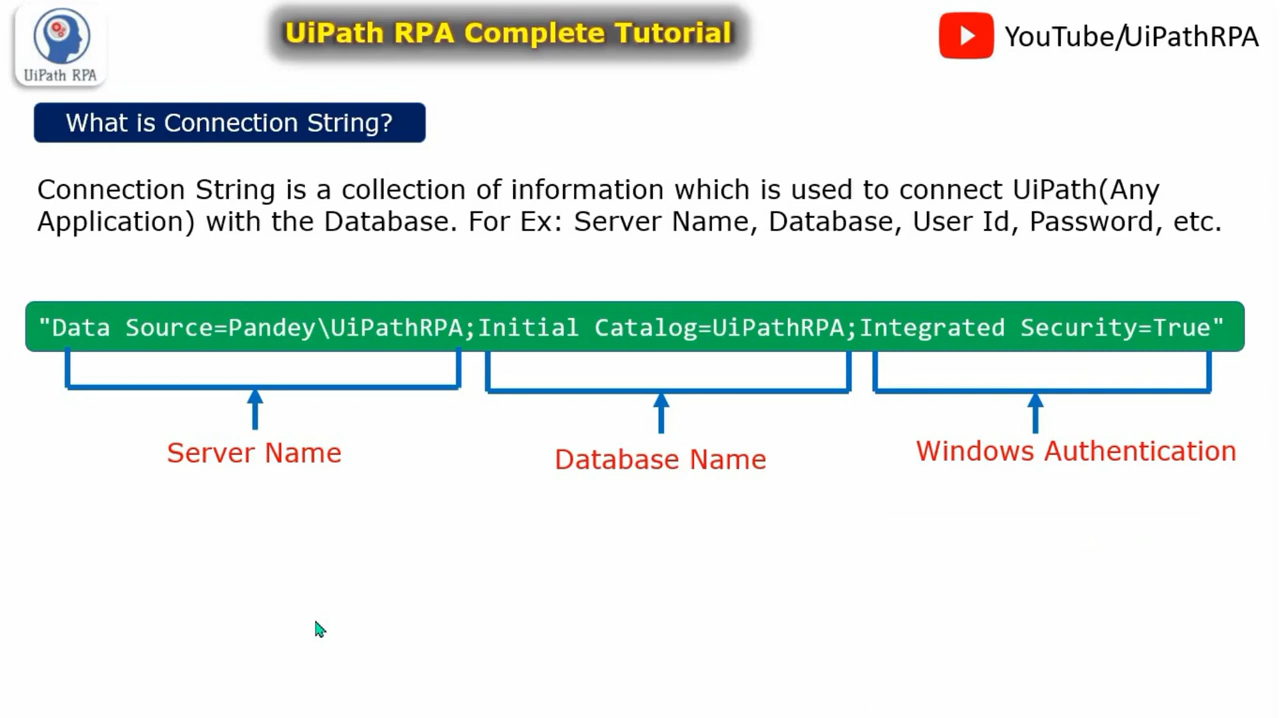 UiPath RPA
UiPath RPA Complete Tutorial
YouTube/UiPathRPA
What is Connection String?
Connection String is a collection of information which is used to connect UiPath(Any
Application) with the Database. For Ex: Server Name, Database, User Id, Password, etc.
"Data Source=Pandey\UiPathRPA;Initial Catalog=UiPathRPA;Integrated Security=True"
Server Name
Database Name
Windows Authentication